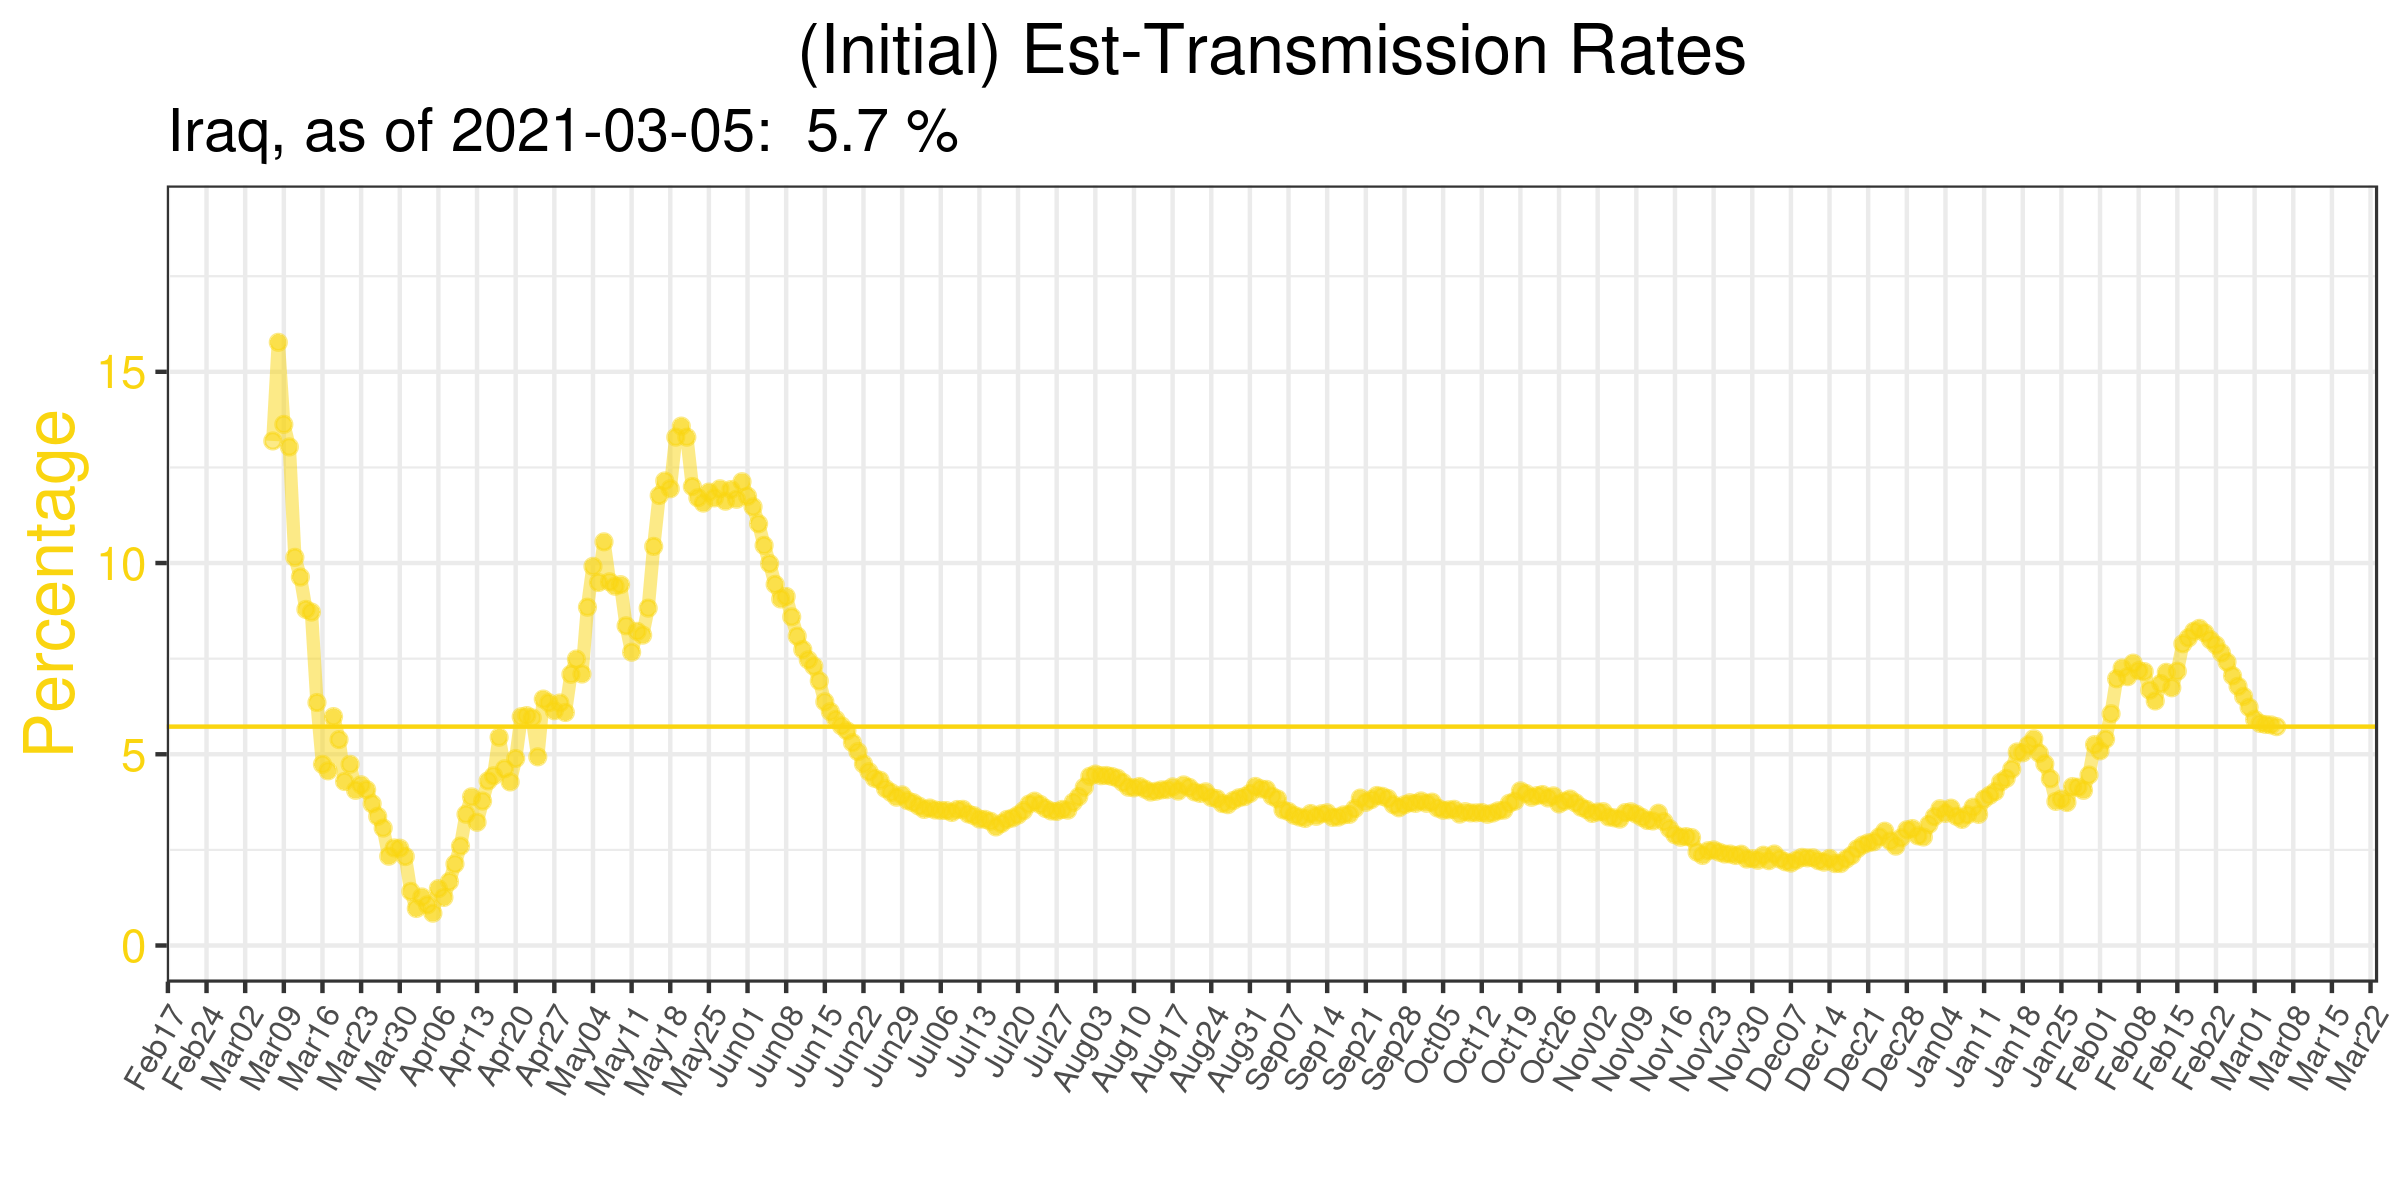 (Initial) Est-Transmission Rates
Iraq, as of 2021-03-05:  5.7 %
Percentage
15
10
5
0
Feb17
Feb24
Mar02
Mar09
Mar16
Mar23
Mar30
Apr06
Apr13
Apr20
Apr27
May04
May11
May18
May25
Jun01
Jun08
Jun15
Jun22
Jun29
Jul06
Jul13
Jul20
Jul27
Aug03
Aug10
Aug17
Aug24
Aug31
Sep07
Sep14
Sep21
Sep28
Oct05
Oct12
Oct19
Oct26
Nov02
Nov09
Nov16
Nov23
Nov30
Dec07
Dec14
Dec21
Dec28
Jan04
Jan11
Jan18
Jan25
Feb01
Feb08
Feb15
Feb22
Mar01
Mar08
Mar15
Mar22